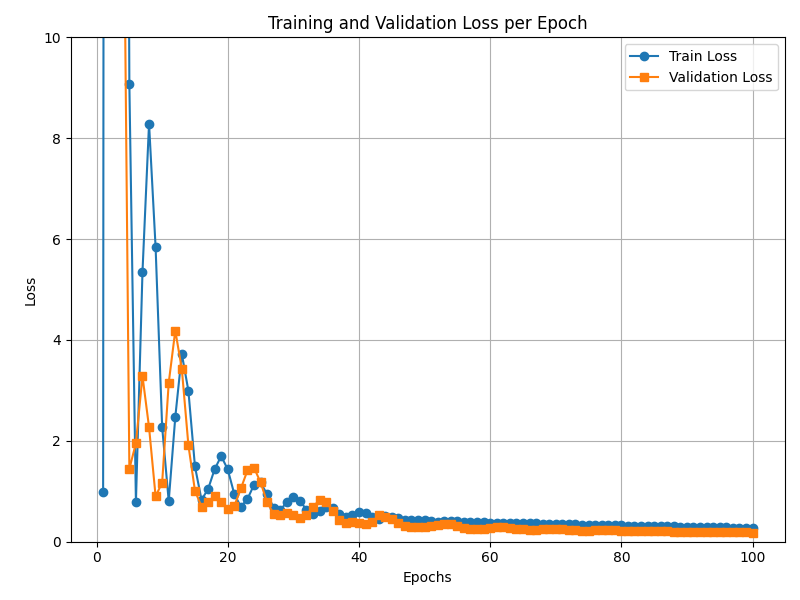 Training and Validation Loss per Epoch
Train Loss
Validation Loss
Loss
10
8
6
4
2
0
0 20 40 60 80 100
Epochs